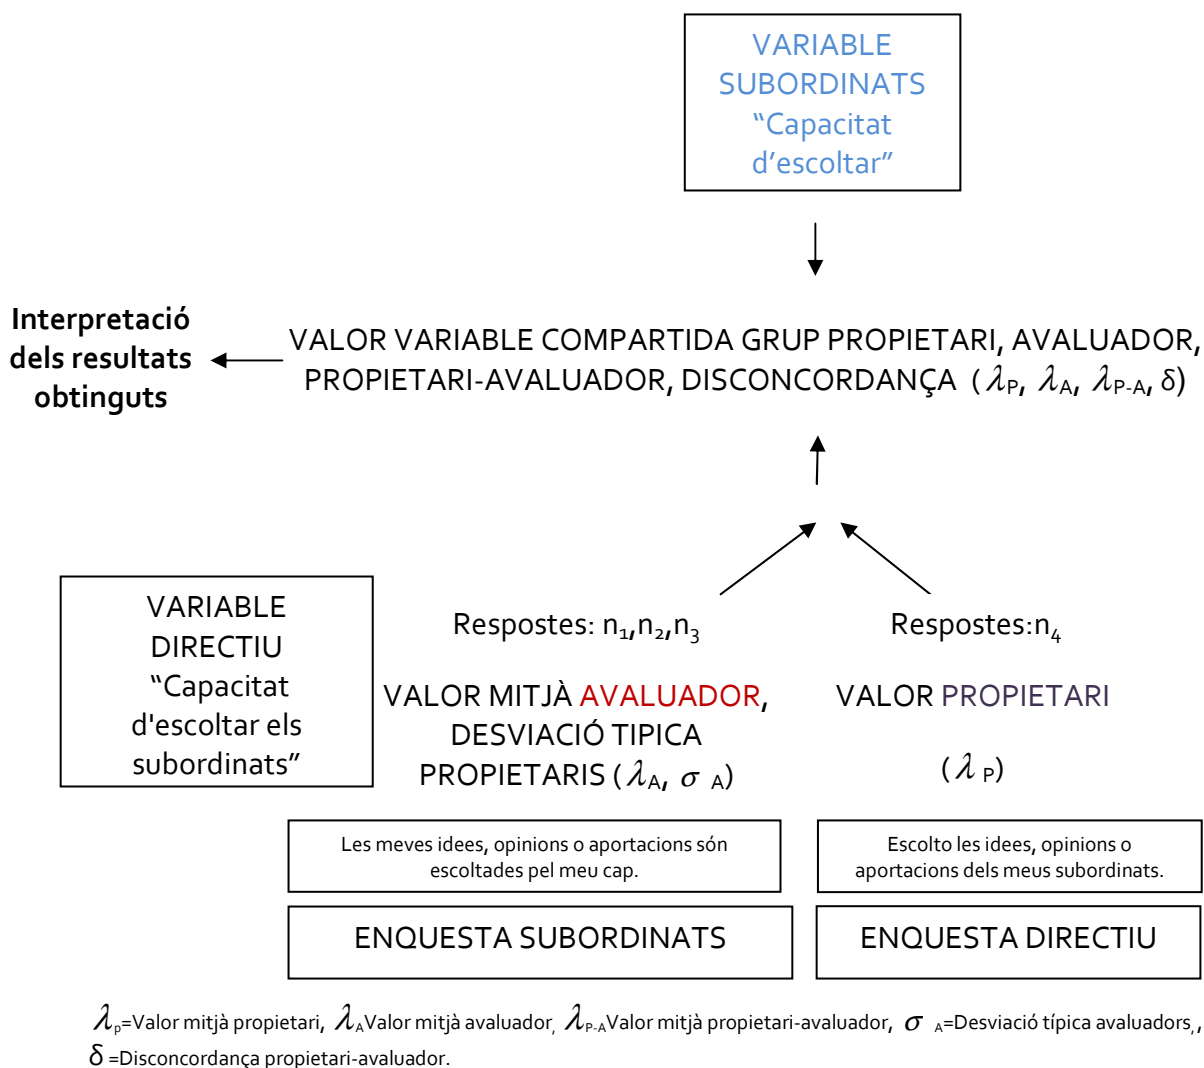 VARIABLE
SUBORDINATS
“Capacitat
d’escoltar”
Interpretació
dels resultats
obtinguts
VALOR VARIABLE COMPARTIDA GRUP PROPIETARI, AVALUADOR,
PROPIETARI-AVALUADOR, DISCONCORDANÇA (λP, λA, λP-A, δ)
VARIABLE
DIRECTIU
“Capacitat
d'escoltar els
subordinats”
Respostes: n₁,n₂,n₃
VALOR MITJÀ AVALUADOR,
DESVIACIÓ TIPICA
PROPIETARIS (λA, σ A)
Respostes:n₄
VALOR PROPIETARI
(λ P)
Les meves idees, opinions o aportacions són
escoltades pel meu cap.
Escolto les idees, opinions o
aportacions dels meus subordinats.
ENQUESTA SUBORDINATS
ENQUESTA DIRECTIU
λp=Valor mitjà propietari, λAValor mitjà avaluador, λP-AValor mitjà propietari-avaluador, σ A=Desviació típica avaluadors,,
δ =Disconcordança propietari-avaluador.